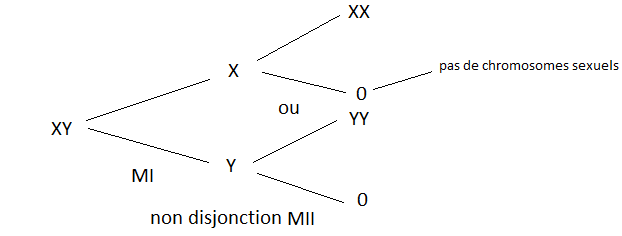 XX
pas de chromosomes sexuels
X
0
ou
YY
XY
Y
MI
0
non disjonction MII